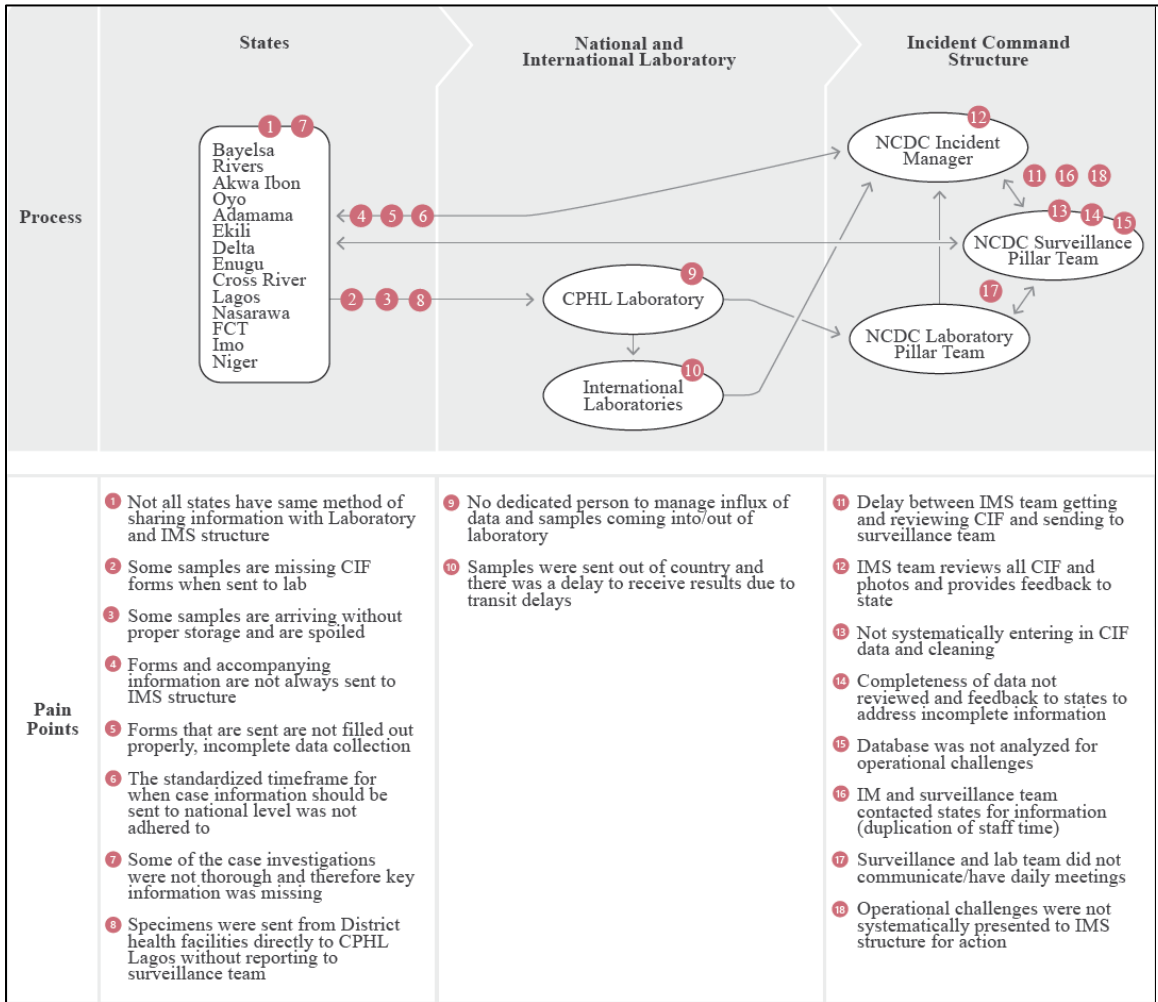 States
National and
International Laboratory
Incident Command
Structure
Process
1 7
Bayelsa
Rivers
Akwa Ibon
Oyo
Adamama
Ekili
Delta
Enugu
Cross River
Lagos
Nasarawa
FCT
Imo
Niger
4 5 6
2 3 8
9
CPHL Laboratory
10
International
Laboratories
12
NCDC Incident
Manager
11 16 18
13 14 15
NCDC Surveillance
Pillar Team
17
NCDC Laboratory
Pillar Team
Pain
Points
1 Not all states have same method of
sharing information with Laboratory
and IMS structure
2 Some samples are missing CIF
forms when sent to lab
3 Some samples are arriving without
proper storage and are spoiled
4 Forms and accompanying
information are not always sent to
IMS structure
5 Forms that are sent are not filled out
properly, incomplete data collection
6 The standardized timeframe for
when case information should be
sent to national level was not
adhered to
7 Some of the case investigations
were not thorough and therefore key
information was missing
8 Specimens were sent from District
health facilities directly to CPHL
Lagos without reporting to
surveillance team
9 No dedicated person to manage influx of
data and samples coming into/out of
laboratory
10 Samples were sent out of country and
there was a delay to receive results due to
transit delays
11 Delay between IMS team getting
and reviewing CIF and sending to
surveillance team
12 IMS team reviews all CIF and
photos and provides feedback to
state
13 Not systematically entering in CIF
data and cleaning
14 Completeness of data not
reviewed and feedback to states to
address incomplete information
15 Database was not analyzed for
operational challenges
16 IM and surveillance team
contacted states for information
(duplication of staff time)
17 Surveillance and lab team did not
communicate/have daily meetings
18 Operational challenges were not
systematically presented to IMS
structure for action